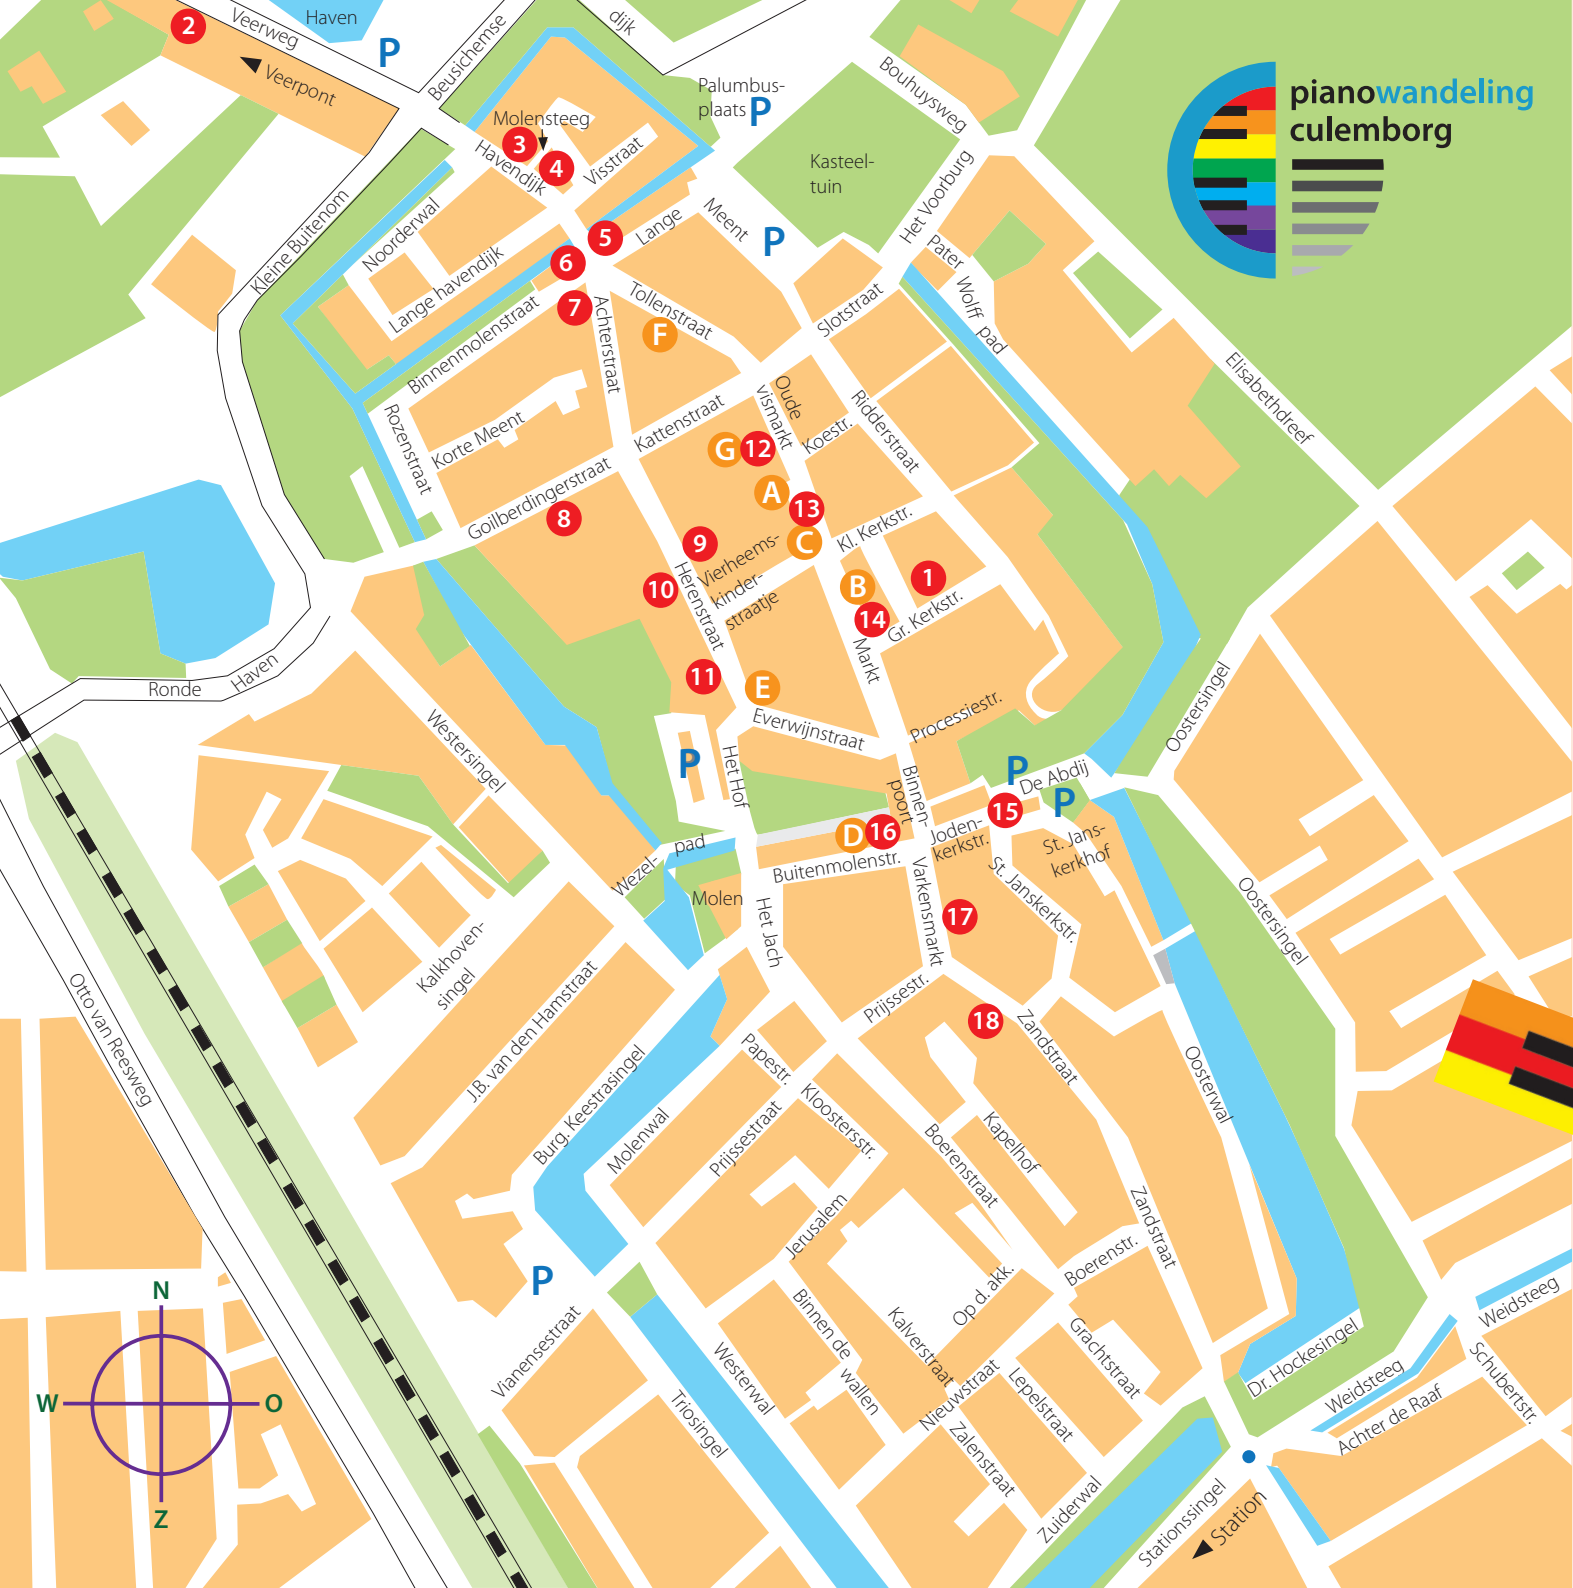 pianowandeling
culemborg
2
Veerweg
Haven
P
Beusichemse
dijk
Veerpont
Palumbus-
plaats P
Bouhuysweg
Molensteeg
3
4
Havendijk
Visstraat
Kasteel-
tuin
Het Voorburg
Kleine Buitenom
Noorderwal
Lange
Meent
P
5
6
7
Pater Wolff pad
Lange havendijk
Binnenmolenstraat
Achterstraat
Tollenstraat
F
Slotstraat
Elisabethdreef
Oude
vismarkt
Ridderstraat
Rozenstraat
Korte Meent
Kattenstraat
Koestr.
G
12
Goilberdingerstraat
8
A
13
Kl. Kerkstr.
9
C
Vierheems-
kinder-
straatje
10
Herenstraat
B
1
14
Gr. Kerkstr.
Markt
11
E
Ronde
Haven
Everwijnstraat
Processiestr.
Oostersingel
Westersingel
P
Het Hof
Binnen-
poort
P
De Abdij
P
15
D
16
Joden-
kerkstr.
St. Jans-
kerkhof
Wezel-
pad
Buitenmolenstr.
Molen
Het Jach
Varkensmarkt
St. Janskerkstr.
17
Oostersingel
Kalkhoven-
singel
J.B. van den Hamstraat
Otto van Reesweg
Prijssestr.
18
Zandstraat
Oosterwal
Burg. Keestrasingel
Papestr.
Molenwal
Prijssestraat
Kloostersstr.
Boerenstraat
Kapelhof
Jerusalem
Zandstraat
Boerenstr.
P
Op d. akk.
Weidsteeg
Vianensestraat
Binnen de
wallen
Kalverstraat
Grachtstraat
Dr. Hockesingel
Schubertstr.
Westerwal
Triosingel
Nieuwstraat
Lepelstraat
Weidsteeg
Achter de Raaf
Zalenstraat
Zuiderwal
Stationssingel
Station
N
W
O
Z